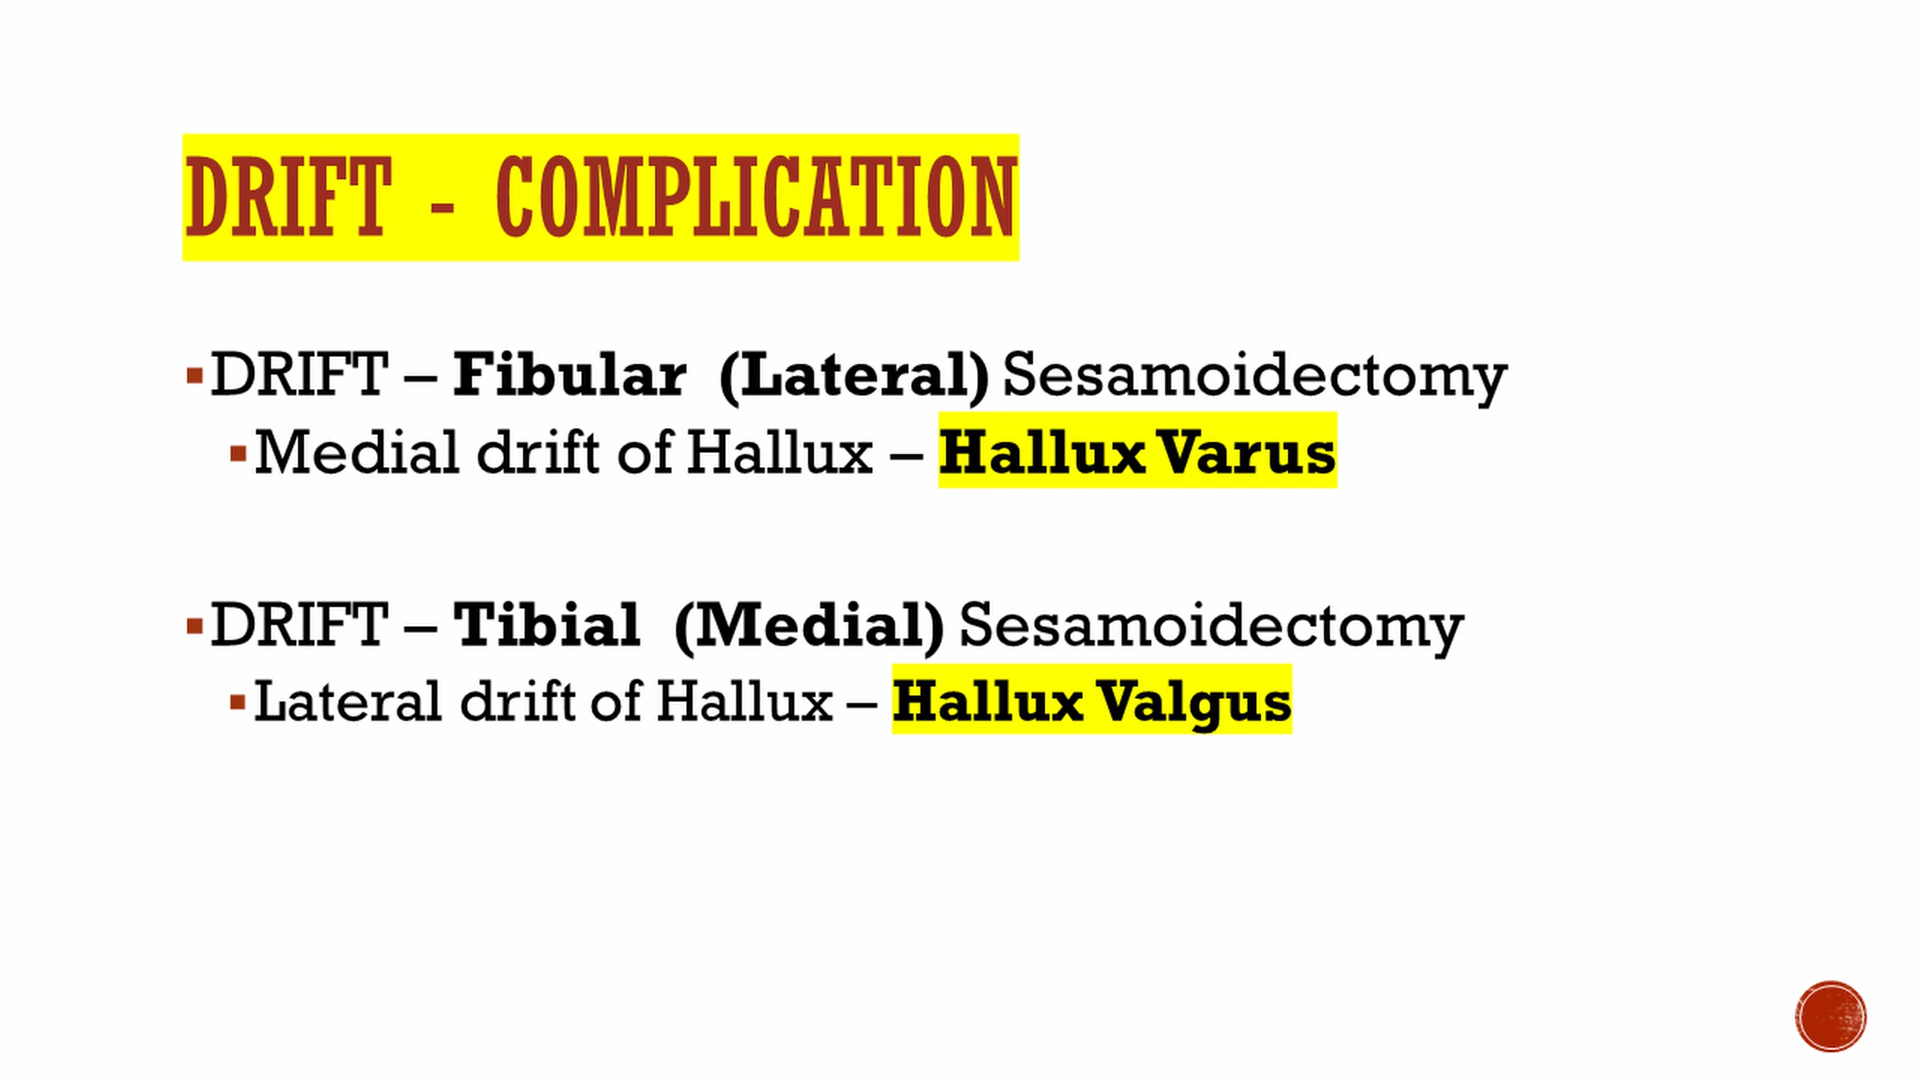 DRIFT - COMPLICATION
▪DRIFT – Fibular (Lateral) Sesamoidectomy
▪Medial drift of Hallux – Hallux Varus
▪DRIFT – Tibial (Medial) Sesamoidectomy
▪Lateral drift of Hallux – Hallux Valgus